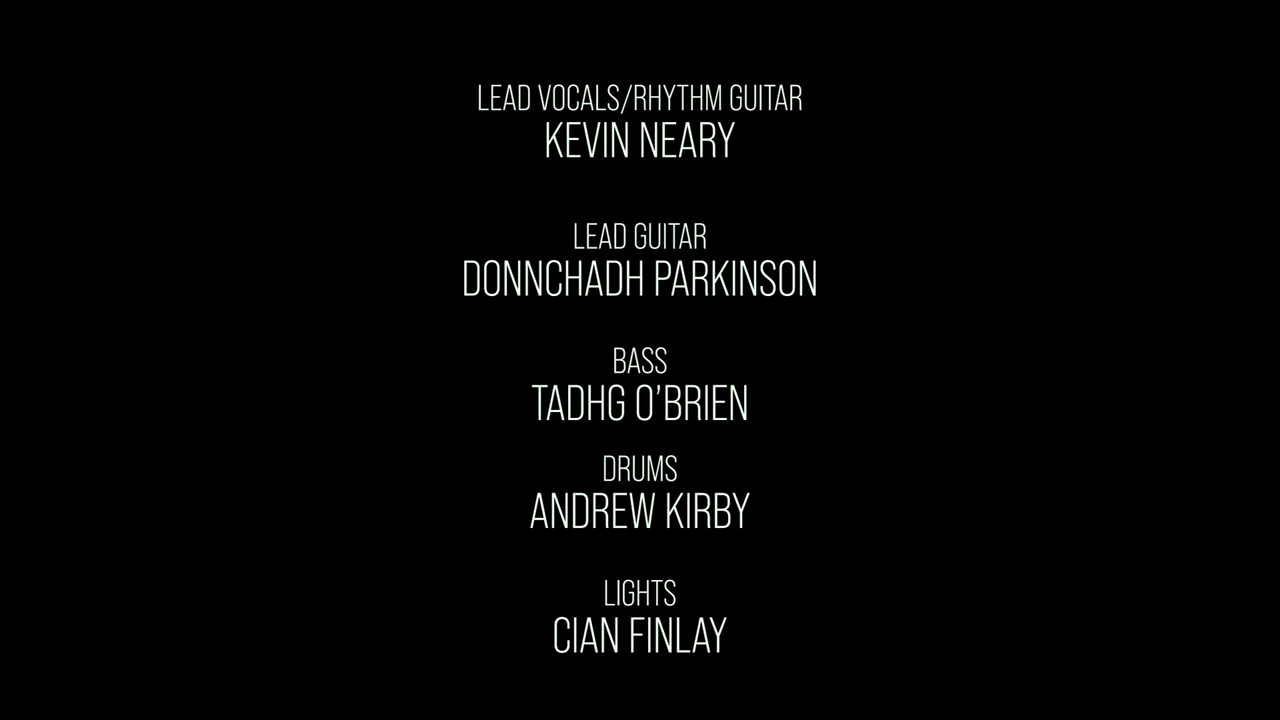 LEAD VOCALS/RHYTHM GUITAR
KEVIN NEARY
LEAD GUITAR
DONNCHADH PARKINSON
BASS
TADHG O’BRIEN
DRUMS
ANDREW KIRBY
LIGHTS
CIAN FINLAY